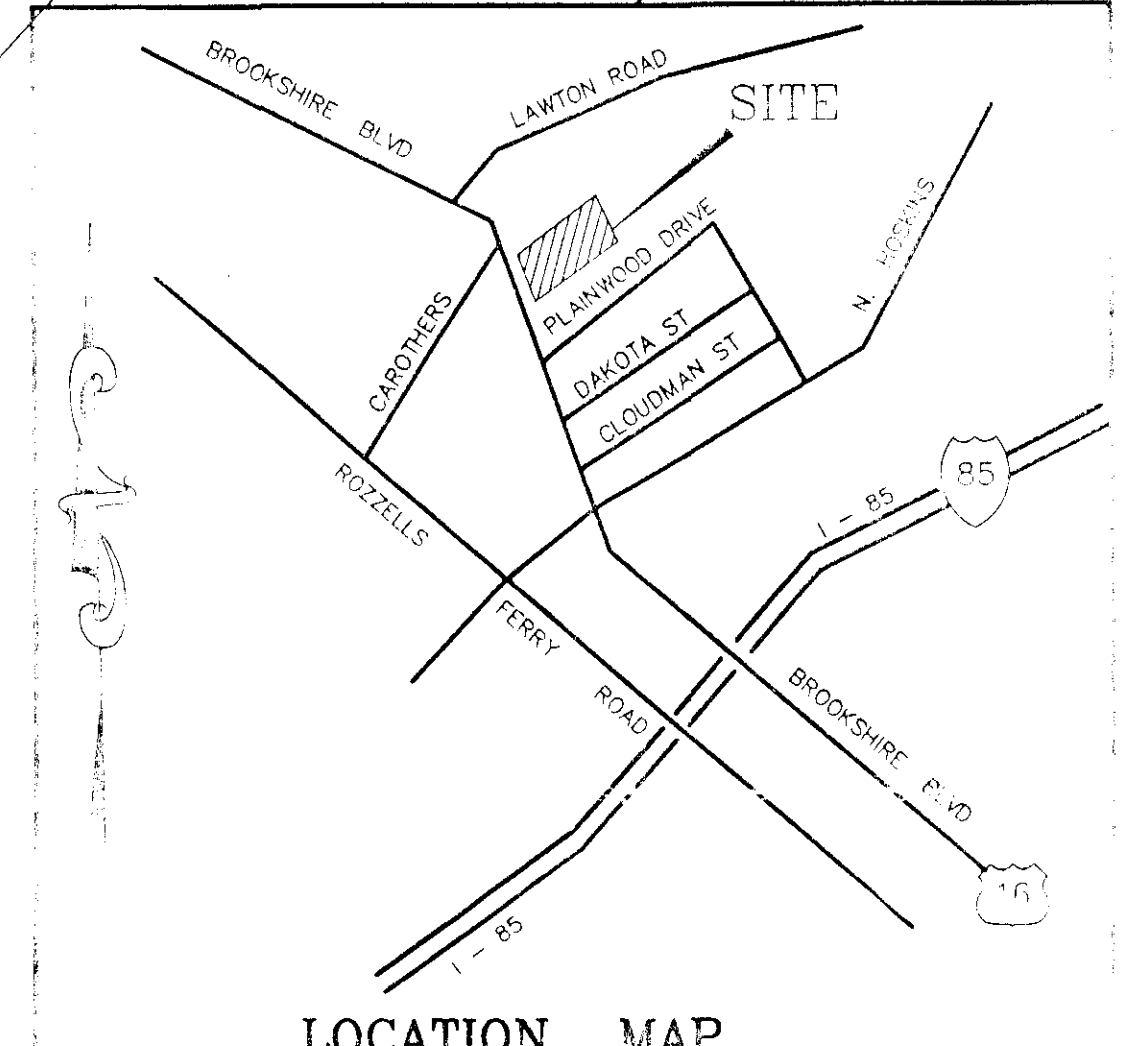 BROOKSHIRE BLVD
LAWTON ROAD
SITE
N. HOSKINS
PLAINWOOD DRIVE
CAROTHERS
DAKOTA ST
CLOUDMAN ST
85
I - 85
ROZZELLS
FERRY
ROAD
BROOKSHIRE BLVD
16
I - 85
LOCATION MAP